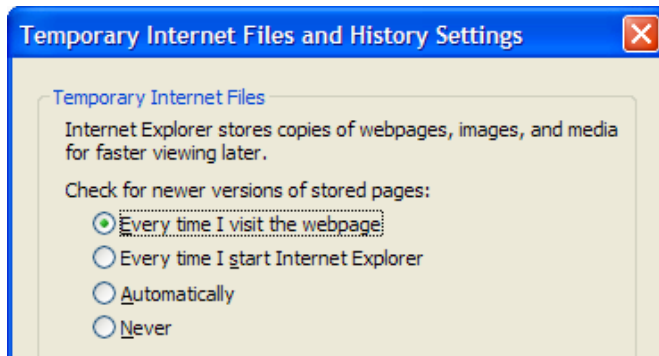 Temporary Internet Files and History Settings
Temporary Internet Files
Internet Explorer stores copies of webpages, images, and media
for faster viewing later.
Check for newer versions of stored pages:
Every time I visit the webpage
Every time I start Internet Explorer
Automatically
Never